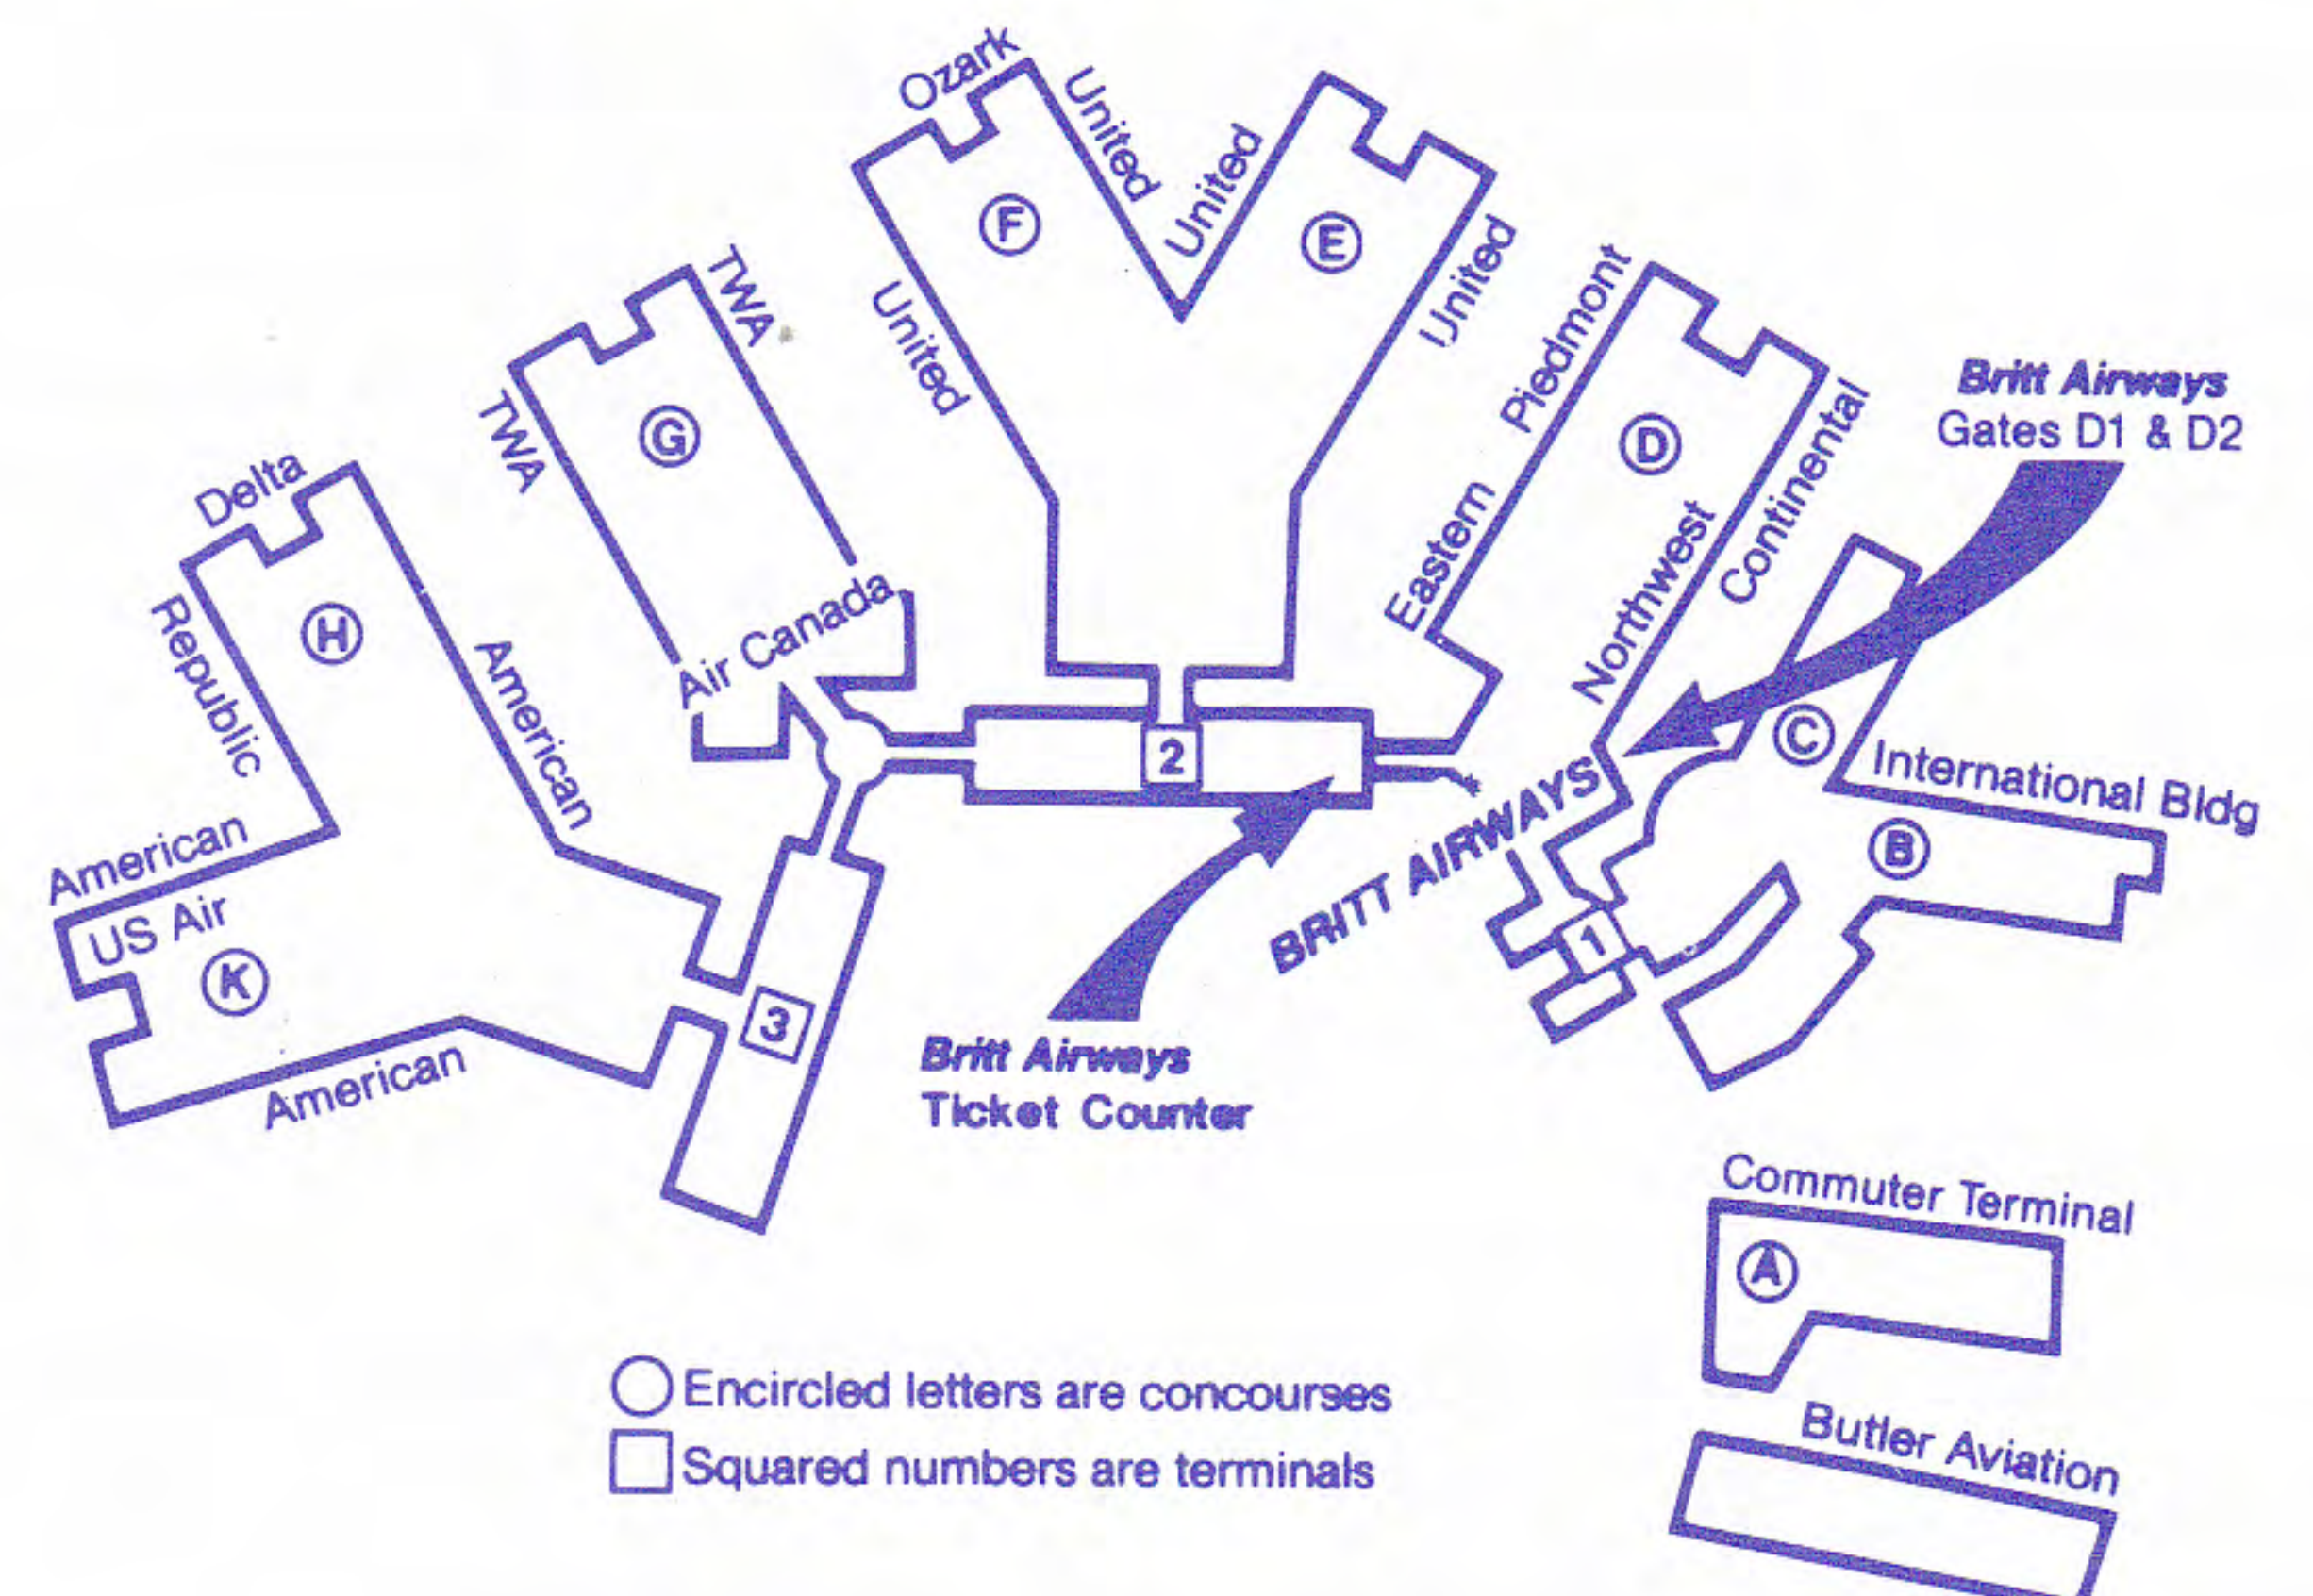 Ozark
United
United
F
E
United
United
TWA
TWA
G
Piedmont
Eastern
D
Northwest
Continental
Britt Airways
Gates D1 & D2
Delta
H
Republic
American
Air Canada
2
C
International Bldg
B
American
US Air
K
American
3
BRITT AIRWAYS
1
Britt Airways
Ticket Counter
Commuter Terminal
A
Encircled letters are concourses
Squared numbers are terminals
Butler Aviation